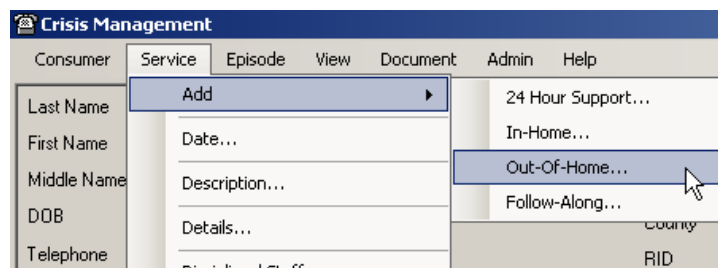 Crisis Management
Consumer Service Episode View Document Admin Help
Last Name
First Name
Middle Name
DOB
Telephone
Add
Date...
Description...
Details...
24 Hour Support...
In-Home...
Out-Of-Home...
Follow-Along...
County
RID